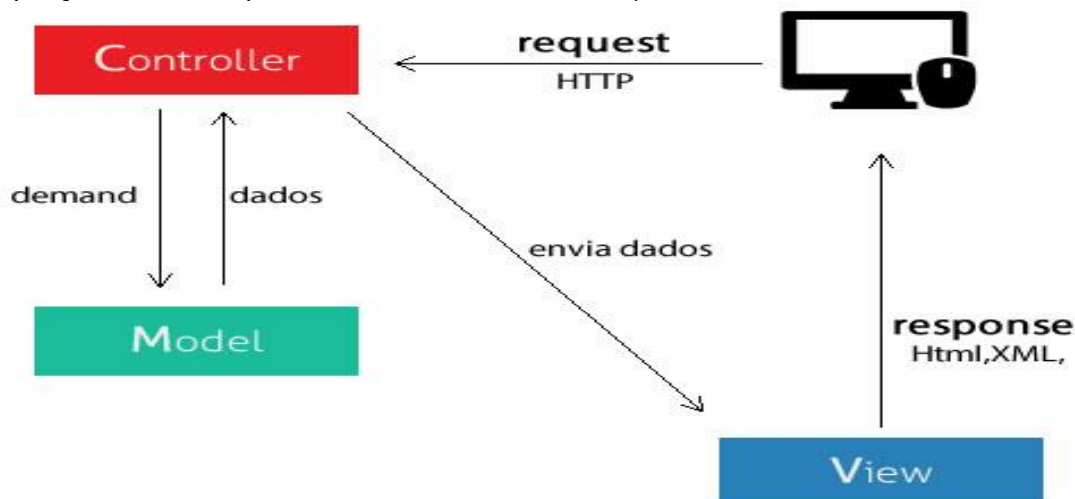 Controller
request
HTTP
demand
dados
envia dados
Model
response
Html,XML,
View